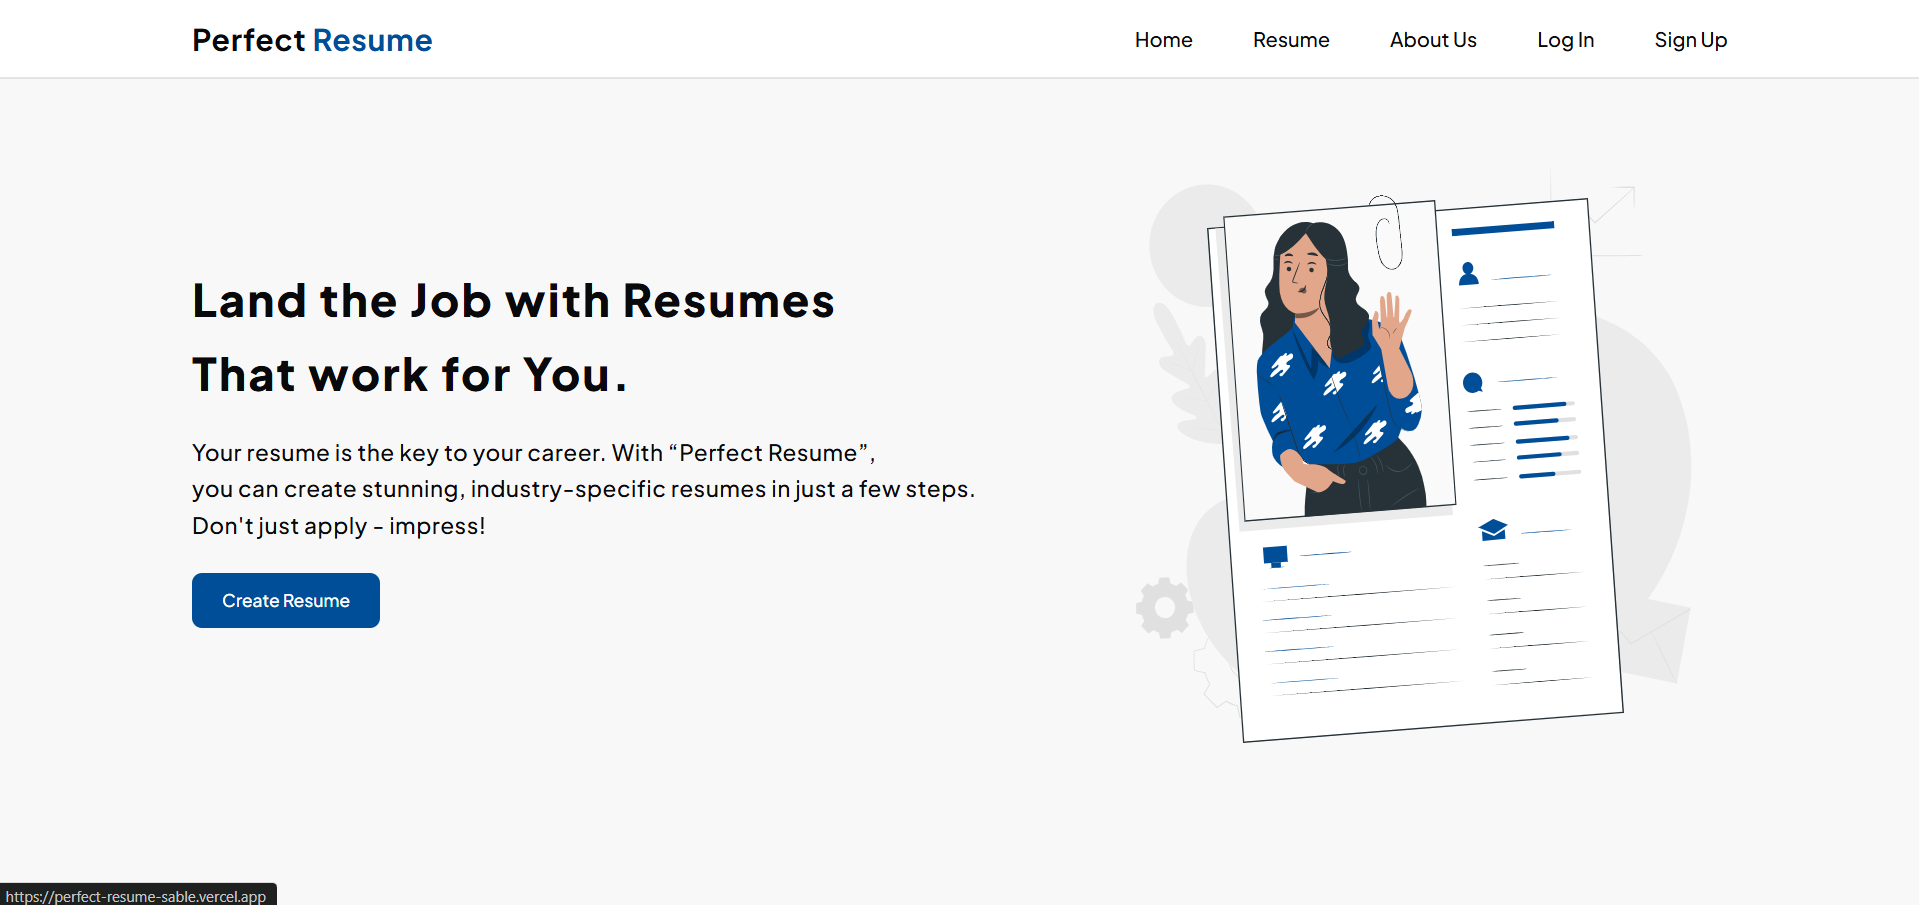 Perfect Resume
Home
Resume
About Us
Log In
Sign Up
Land the Job with Resumes
That work for You.
Your resume is the key to your career. With “Perfect Resume”,
you can create stunning, industry-specific resumes in just a few steps.
Don't just apply - impress!
Create Resume
https://perfect-resume-sable.vercel.app